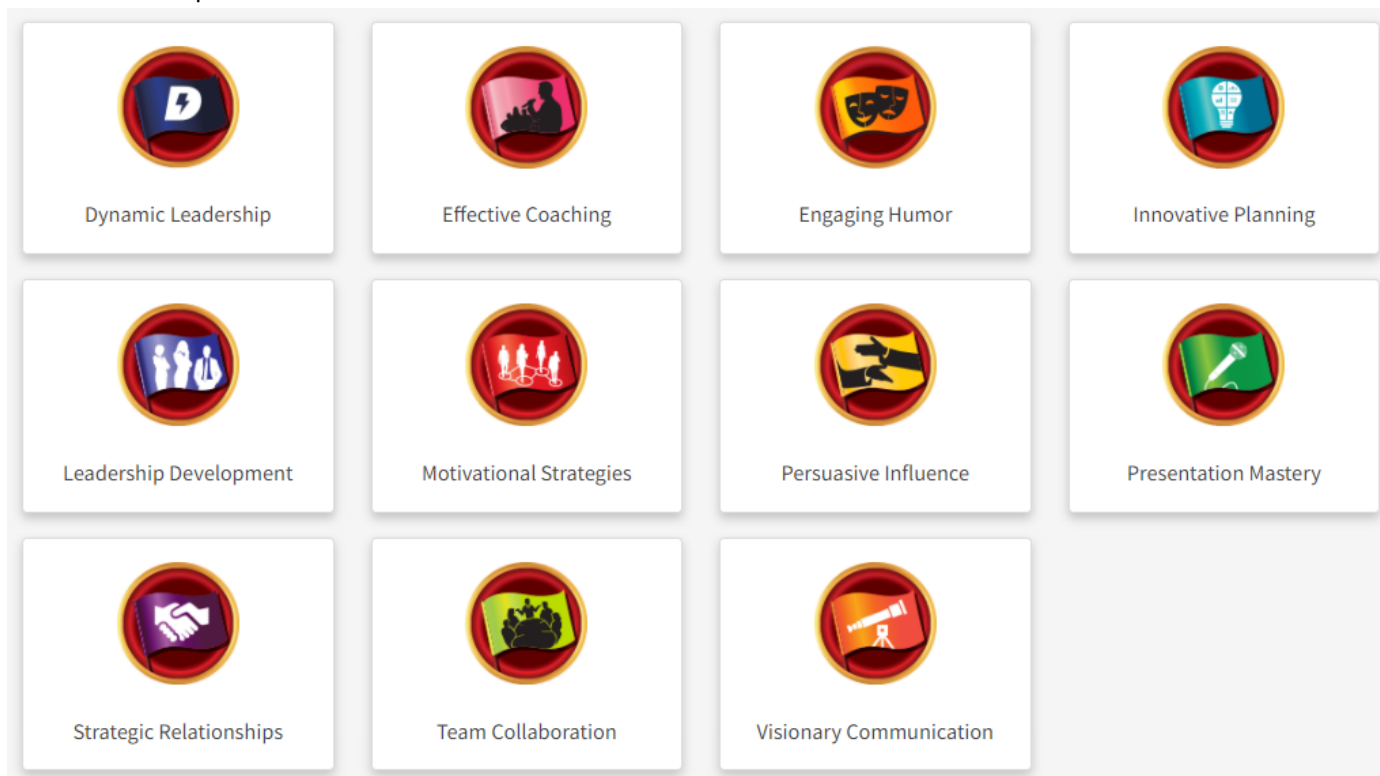 D
Dynamic Leadership
Effective Coaching
Engaging Humor
Innovative Planning
Leadership Development
Motivational Strategies
Persuasive Influence
Presentation Mastery
Strategic Relationships
Team Collaboration
Visionary Communication